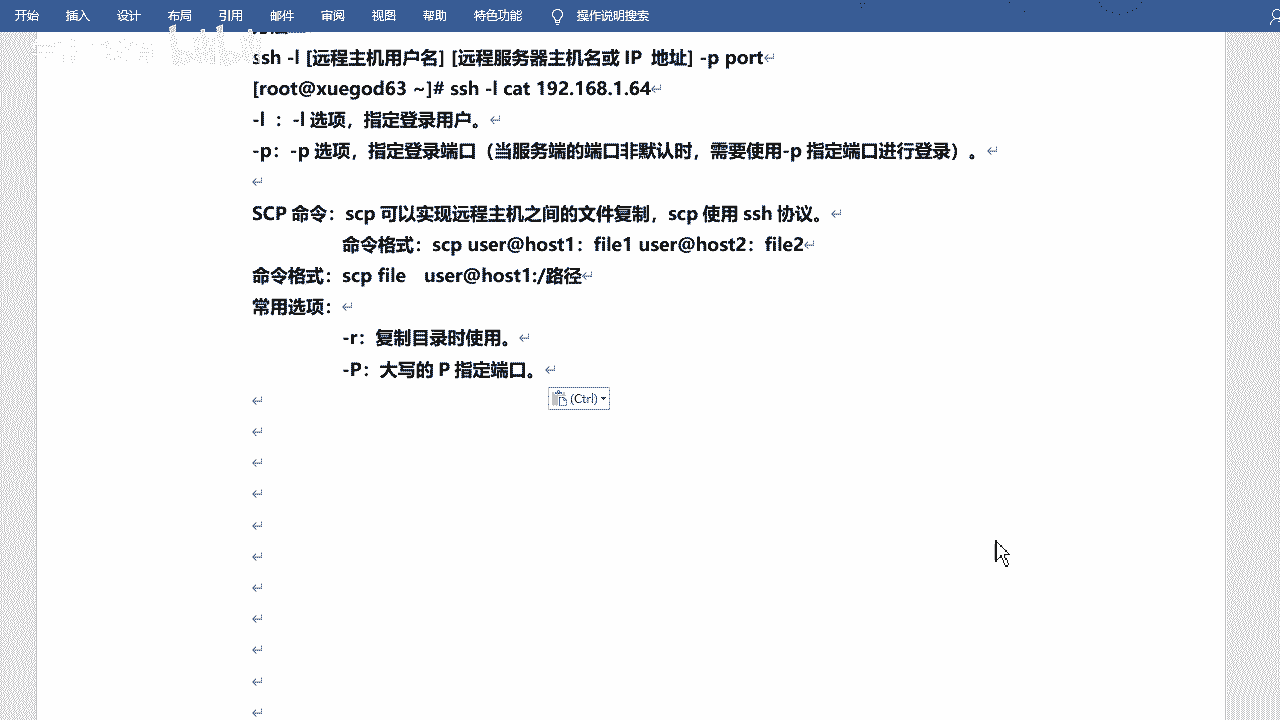 开始 插入 设计 布局 引用 邮件 审阅 视图 帮助 特色功能 操作说明搜索
ssh -l [远程主机用户名] [远程服务器主机名或 IP 地址] -p port
[root@xuegod63 ~]# ssh -l cat 192.168.1.64
-l ：-l 选项，指定登录用户。
-p：-p 选项，指定登录端口（当服务端的端口非默认时，需要使用-p 指定端口进行登录）。
SCP 命令：scp 可以实现远程主机之间的文件复制，scp 使用 ssh 协议。
命令格式：scp user@host1：file1 user@host2：file2
命令格式：scp file user@host1:/路径
常用选项：
-r：复制目录时使用。
-P：大写的 P 指定端口。
(Ctrl)